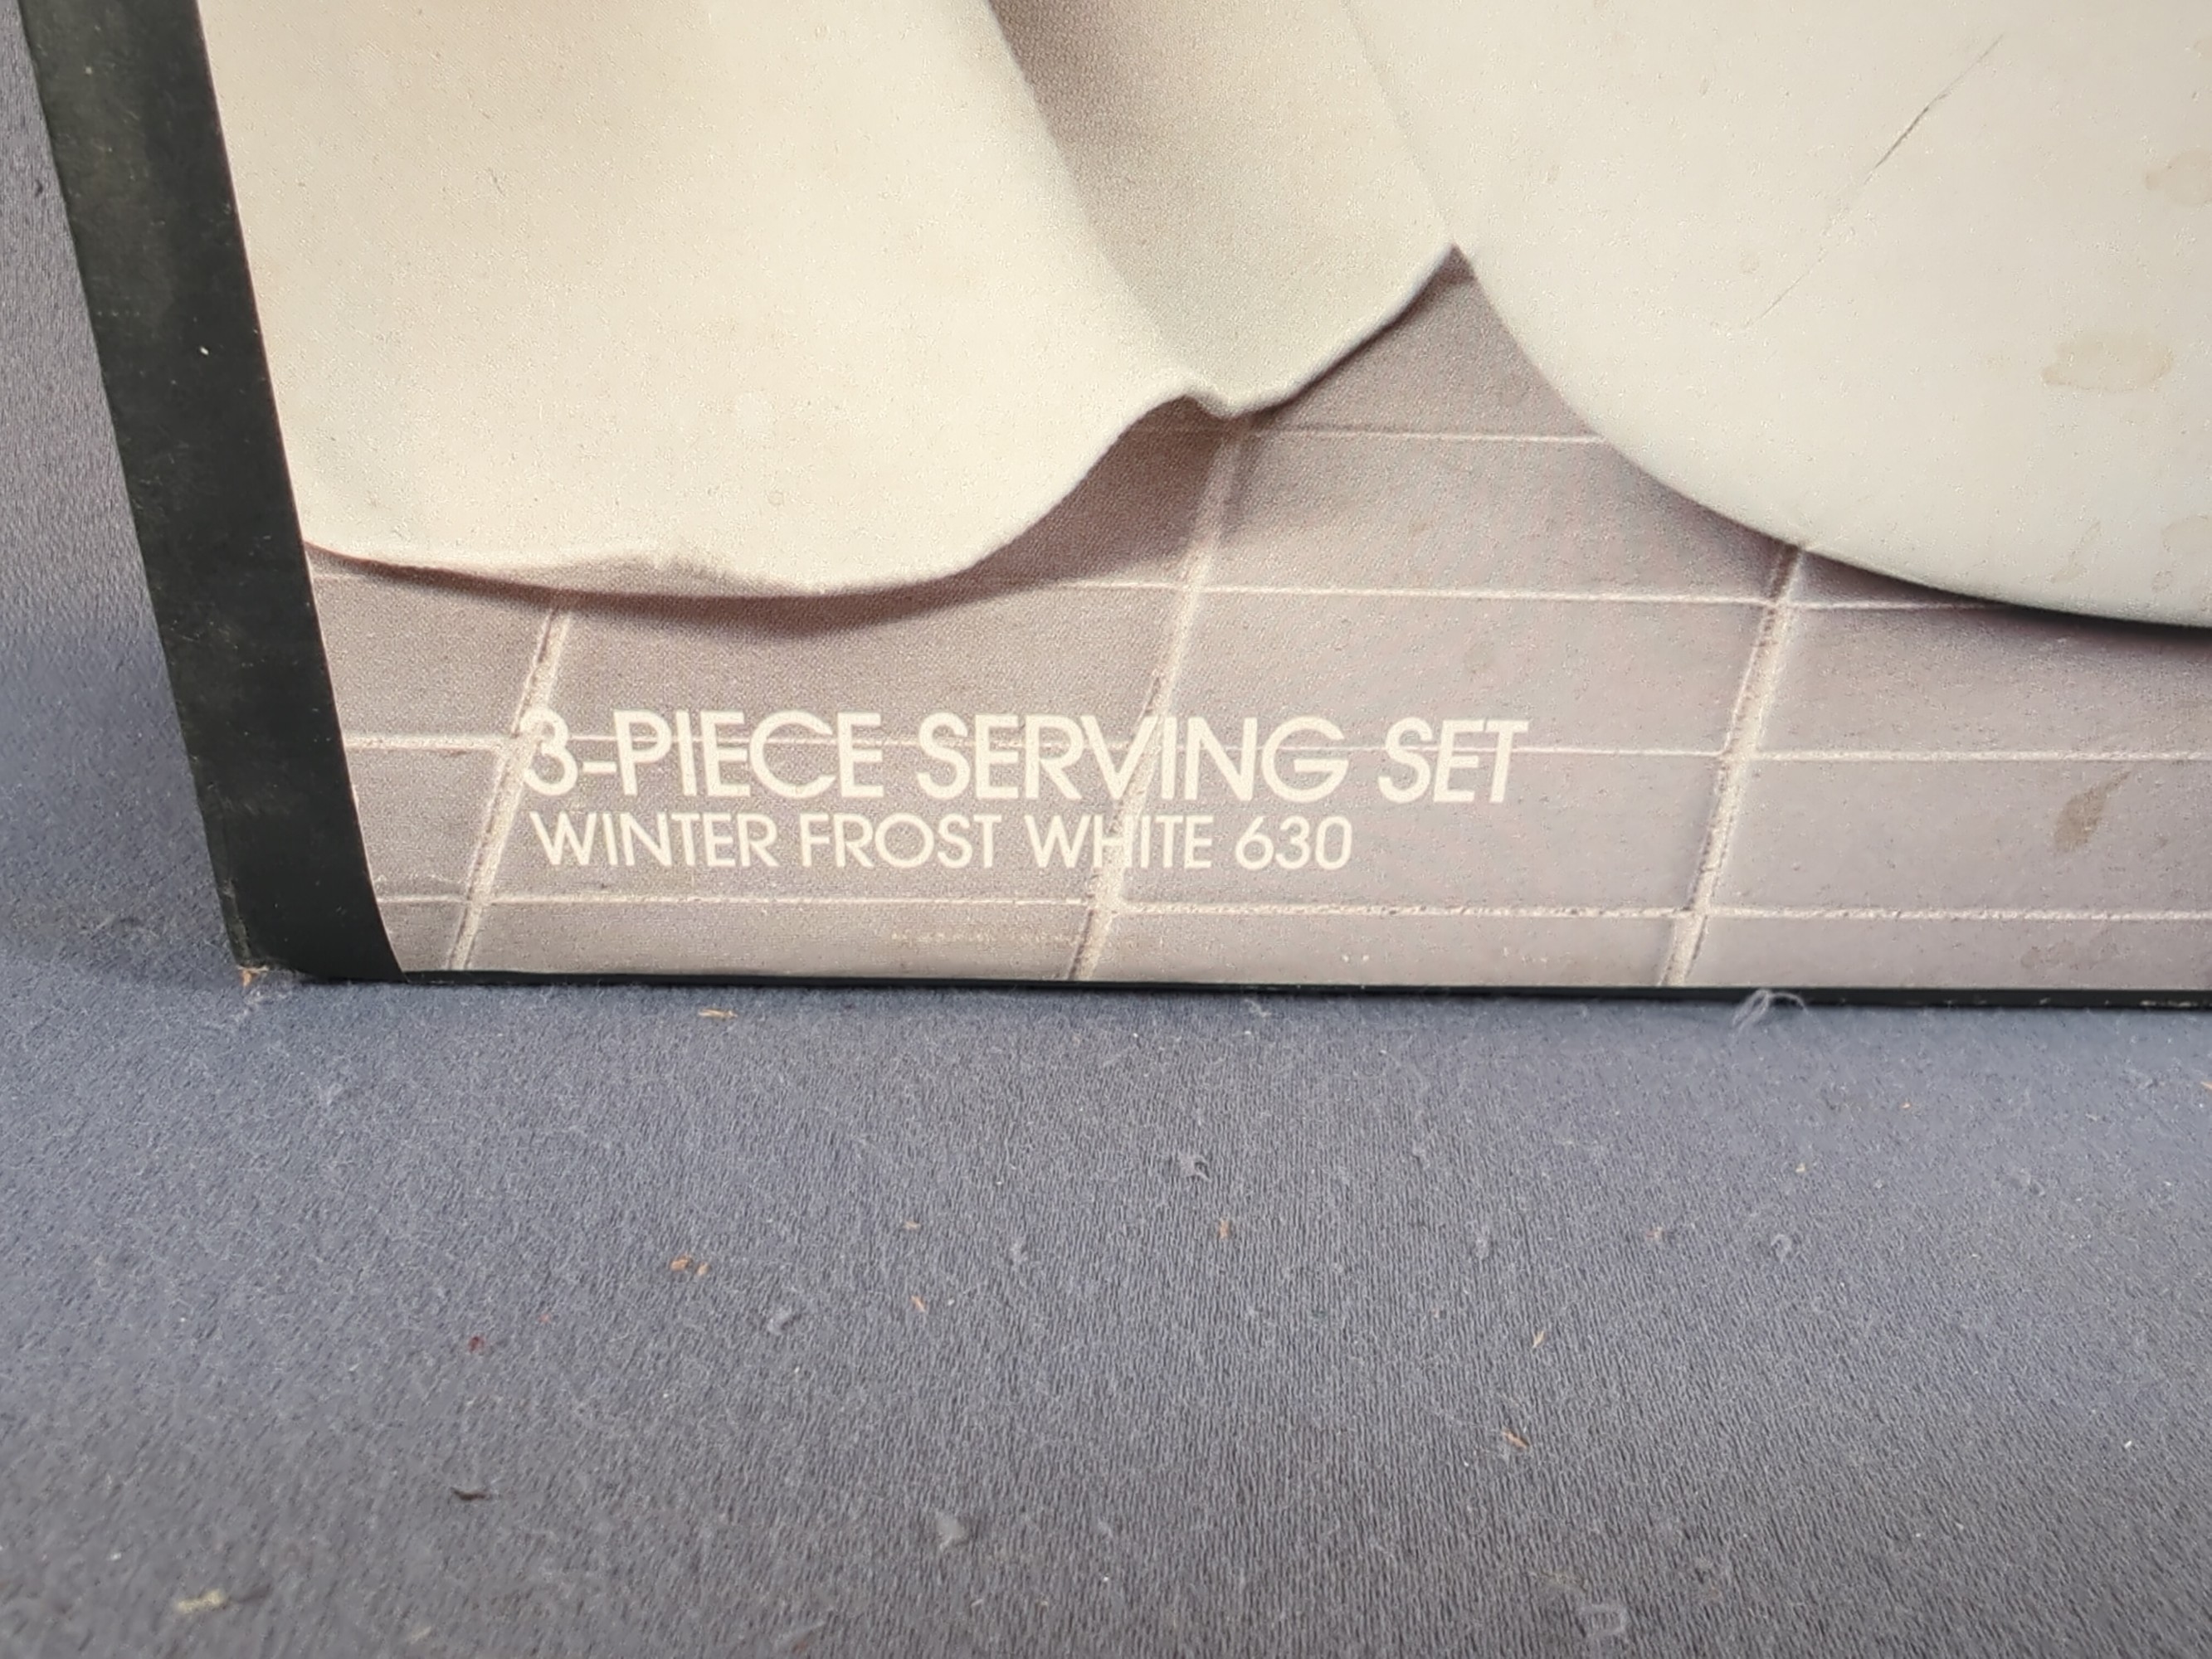 3-PIECE SERVING SET
WINTER FROST WHITE 630